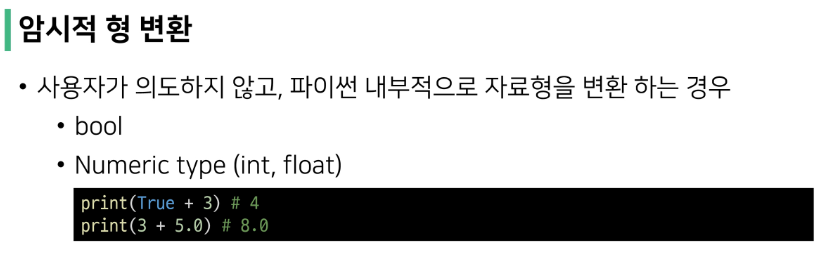 암시적 형 변환
• 사용자가 의도하지 않고, 파이썬 내부적으로 자료형을 변환 하는 경우
• bool
• Numeric type (int, float)
print(True + 3) # 4
print(3 + 5.0) # 8.0